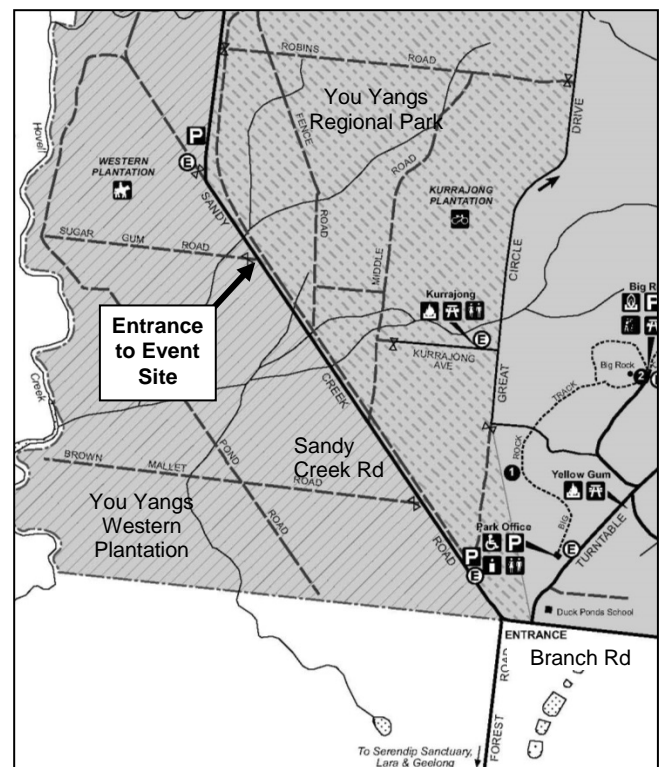 ROBINS ROAD
You Yangs
Regional Park
DRIVE
Hovell
P
FENCE
ROAD
WESTERN
PLANTATION
E
ROAD
KURRAJONG
PLANTATION
SANDY
SUGAR GUM ROAD
ROAD
MIDDLE
CIRCLE
Big R
P
Entrance
to Event
Site
Kurrajong
E
KURRAJONG
AVE
GREAT
Big Rock
2
E
Creek
CREEK
TRACK
Sandy
Creek Rd
POND
ROAD
BROWN MALLET ROAD
ROCK
1
Yellow Gum
You Yangs
Western
Plantation
ROAD
BIG
Park Office
P
P
E
E
TURNTABLE
Duck Ponds School
ENTRANCE
Branch Rd
ROAD
FOREST
To Serendip Sanctuary,
Lara & Geelong